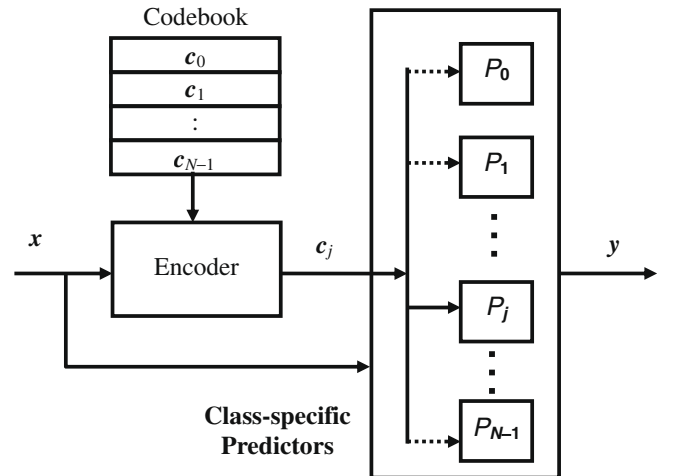 Codebook
c0
c1
:
cN–1
x
Encoder
cj
P0
P1
Pj
PN–1
y
Class-specific
Predictors